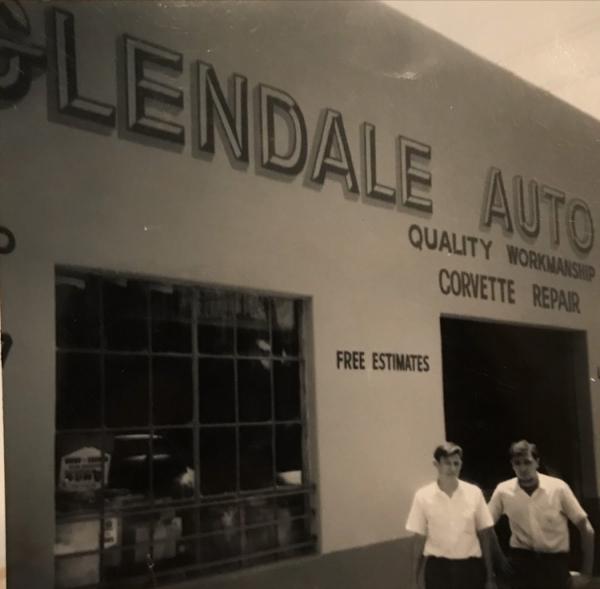 GLENDALE AUTO
QUALITY WORKMANSHIP
CORVETTE REPAIR
FREE ESTIMATES